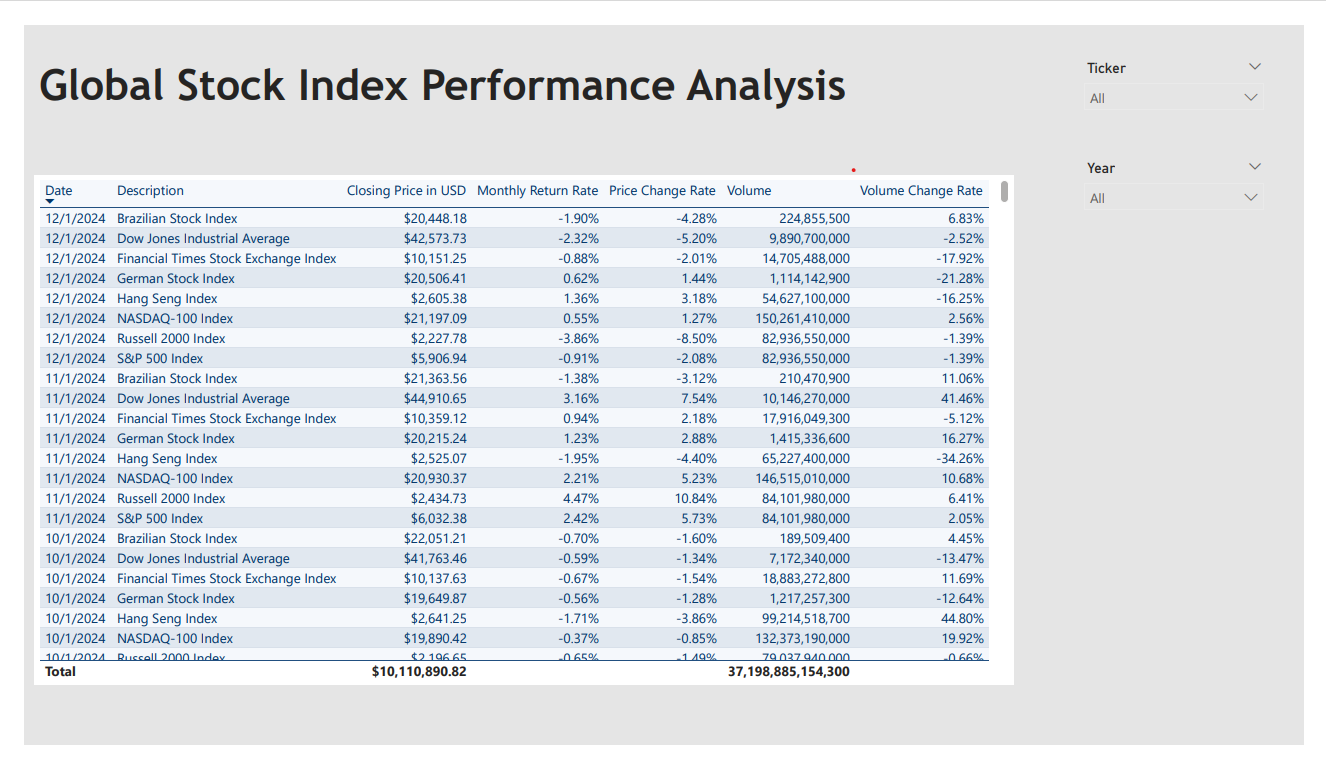 Global Stock Index Performance Analysis
Ticker
All
Year
All
Date Description Closing Price in USD Monthly Return Rate Price Change Rate Volume Volume Change Rate
12/1/2024 Brazilian Stock Index $20,448.18 -1.90% -4.28% 224,855,500 6.83%
12/1/2024 Dow Jones Industrial Average $42,573.73 -2.32% -5.20% 9,890,700,000 -2.52%
12/1/2024 Financial Times Stock Exchange Index $10,151.25 -0.88% -2.01% 14,705,488,000 -17.92%
12/1/2024 German Stock Index $20,506.41 0.62% 1.44% 1,114,142,900 -21.28%
12/1/2024 Hang Seng Index $2,605.38 1.36% 3.18% 54,627,100,000 -16.25%
12/1/2024 NASDAQ-100 Index $21,197.09 0.55% 1.27% 150,261,410,000 2.56%
12/1/2024 Russell 2000 Index $2,227.78 -3.86% -8.50% 82,936,550,000 -1.39%
12/1/2024 S&P 500 Index $5,906.94 -0.91% -2.08% 82,936,550,000 -1.39%
11/1/2024 Brazilian Stock Index $21,363.56 -1.38% -3.12% 210,470,900 11.06%
11/1/2024 Dow Jones Industrial Average $44,910.65 3.16% 7.54% 10,146,270,000 41.46%
11/1/2024 Financial Times Stock Exchange Index $10,359.12 0.94% 2.18% 17,916,049,300 -5.12%
11/1/2024 German Stock Index $20,215.24 1.23% 2.88% 1,415,336,600 16.27%
11/1/2024 Hang Seng Index $2,525.07 -1.95% -4.40% 65,227,400,000 -34.26%
11/1/2024 NASDAQ-100 Index $20,930.37 2.21% 5.23% 146,515,010,000 10.68%
11/1/2024 Russell 2000 Index $2,434.73 4.47% 10.84% 84,101,980,000 6.41%
11/1/2024 S&P 500 Index $6,032.38 2.42% 5.73% 84,101,980,000 2.05%
10/1/2024 Brazilian Stock Index $22,051.21 -0.70% -1.60% 189,509,400 4.45%
10/1/2024 Dow Jones Industrial Average $41,763.46 -0.59% -1.34% 7,172,340,000 -13.47%
10/1/2024 Financial Times Stock Exchange Index $10,137.63 -0.67% -1.54% 18,883,272,800 11.69%
10/1/2024 German Stock Index $19,649.87 -0.56% -1.28% 1,217,257,300 -12.64%
10/1/2024 Hang Seng Index $2,641.25 -1.71% -3.86% 99,214,518,700 44.80%
10/1/2024 NASDAQ-100 Index $19,890.42 -0.37% -0.85% 132,373,190,000 19.92%
10/1/2024 Russell 2000 Index $2,196.65 -0.65% -1.49% 79,037,940,000 -0.66%
Total $10,110,890.82 37,198,885,154,300